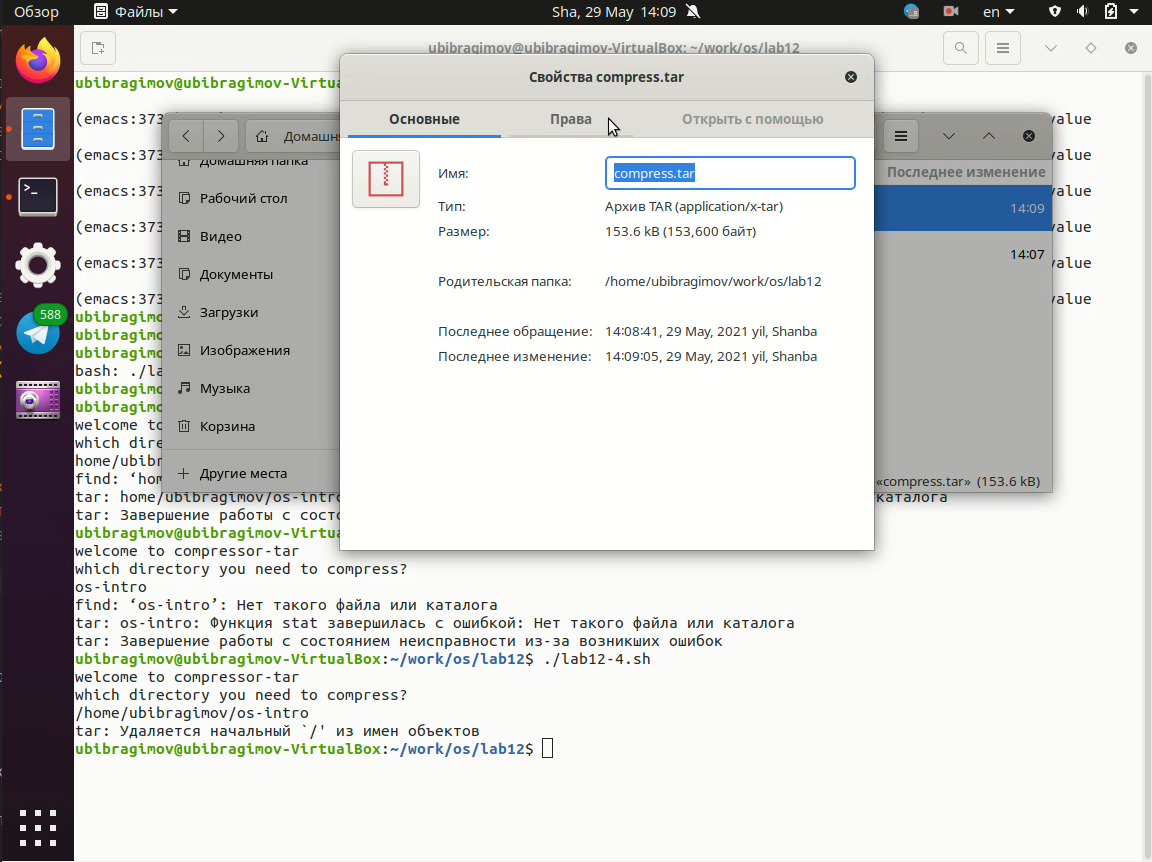 Обзор Файлы Sha, 29 May 14:09 en
588
ubibragimov@ubibragimov-VirtualBox: ~/work/os/lab12
Свойства compress.tar
Основные Права Открыть с помощью
Имя: compress.tar
Тип: Архив TAR (application/x-tar)
Размер: 153.6 kB (153,600 байт)
Родительская папка: /home/ubibragimov/work/os/lab12
Последнее обращение: 14:08:41, 29 May, 2021 yil, Shanba
Последнее изменение: 14:09:05, 29 May, 2021 yil, Shanba
Домашн
Последнее изменение
14:09
14:07
Домашняя папка
Рабочий стол
Видео
Документы
Загрузки
Изображения
Музыка
Корзина
Другие места
«compress.tar» (153.6 kB)
ubibragimov@ubibragimov-Virtua
(emacs:373 value
(emacs:373 value
(emacs:373 value
(emacs:373 value
(emacs:373 value
(emacs:373 value
ubibragimo
ubibragimo
ubibragimo
bash: ./la
ubibragimo
ubibragimo
welcome to
which dire
home/ubibr
find: ‘hom
tar: home/ubibragimov/os-intro каталога
tar: Завершение работы с состо
ubibragimov@ubibragimov-Virtua
welcome to compressor-tar
which directory you need to compress?
os-intro
find: ‘os-intro’: Нет такого файла или каталога
tar: os-intro: Функция stat завершилась с ошибкой: Нет такого файла или каталога
tar: Завершение работы с состоянием неисправности из-за возникших ошибок
ubibragimov@ubibragimov-VirtualBox:~/work/os/lab12$ ./lab12-4.sh
welcome to compressor-tar
which directory you need to compress?
/home/ubibragimov/os-intro
tar: Удаляется начальный `/' из имен объектов
ubibragimov@ubibragimov-VirtualBox:~/work/os/lab12$